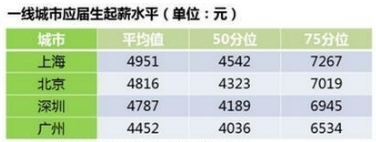 一线城市应届生起薪水平（单位：元）
城市 平均值 50分位 75分位
上海 4951 4542 7267
北京 4816 4323 7019
深圳 4787 4189 6945
广州 4452 4036 6534